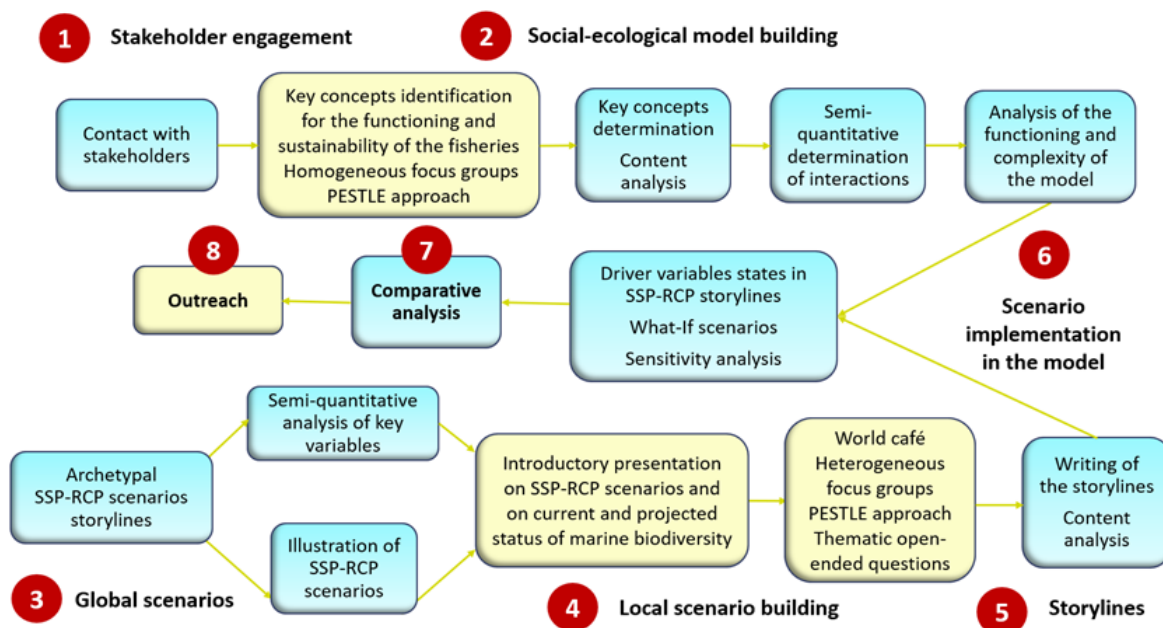 1 Stakeholder engagement
2 Social-ecological model building
Contact with
stakeholders
Key concepts identification
for the functioning and
sustainability of the fisheries
Homogeneous focus groups
PESTLE approach
Key concepts
determination
Content
analysis
Semi-
quantitative
determination
of interactions
Analysis of the
functioning and
complexity of
the model
8
Outreach
7
Comparative
analysis
Driver variables states in
SSP-RCP storylines
What-If scenarios
Sensitivity analysis
6
Scenario
implementation
in the model
Archetypal
SSP-RCP scenarios
storylines
Semi-quantitative
analysis of key
variables
Illustration of
SSP-RCP
scenarios
Introductory presentation
on SSP-RCP scenarios and
on current and projected
status of marine biodiversity
World café
Heterogeneous
focus groups
PESTLE approach
Thematic open-
ended questions
Writing of
the storylines
Content
analysis
3 Global scenarios
4 Local scenario building
5 Storylines